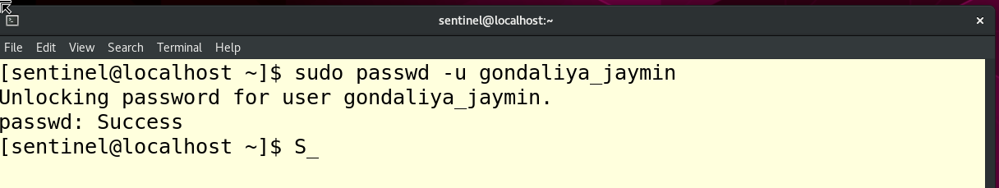 sentinel@localhost:~
File Edit View Search Terminal Help
[sentinel@localhost ~]$ sudo passwd -u gondaliya_jaymin
Unlocking password for user gondaliya_jaymin.
passwd: Success
[sentinel@localhost ~]$ S_